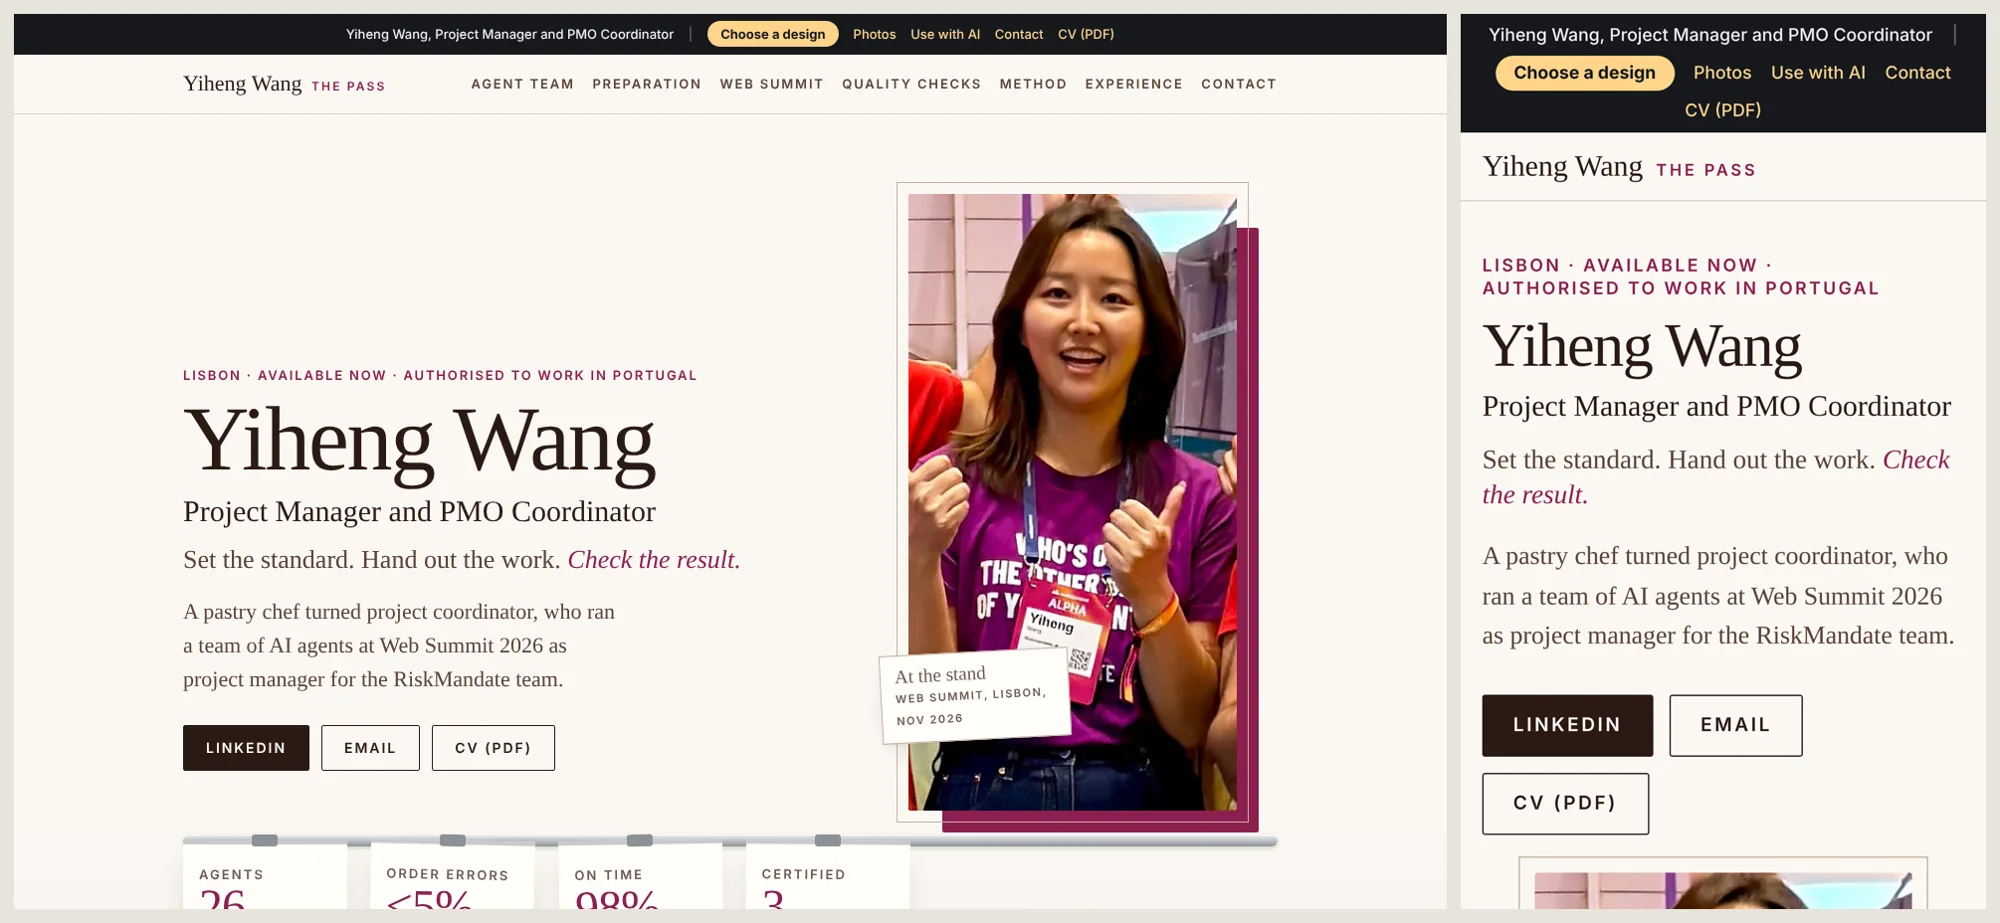 Yiheng Wang, Project Manager and PMO Coordinator | Choose a design Photos Use with AI Contact CV (PDF)
Yiheng Wang THE PASS AGENT TEAM PREPARATION WEB SUMMIT QUALITY CHECKS METHOD EXPERIENCE CONTACT
LISBON · AVAILABLE NOW · AUTHORISED TO WORK IN PORTUGAL
Yiheng Wang
Project Manager and PMO Coordinator
Set the standard. Hand out the work. Check the result.
A pastry chef turned project coordinator, who ran
a team of AI agents at Web Summit 2026 as
project manager for the RiskMandate team.
LINKEDIN EMAIL CV (PDF)
WHO'S
THE OTHER
OF
ALPHA
Yiheng
At the stand
WEB SUMMIT, LISBON,
NOV 2026
AGENTS ORDER ERRORS ON TIME CERTIFIED
26 <5% 98% 3
Yiheng Wang, Project Manager and PMO Coordinator |
Choose a design Photos Use with AI Contact
CV (PDF)
Yiheng Wang THE PASS
LISBON · AVAILABLE NOW ·
AUTHORISED TO WORK IN PORTUGAL
Yiheng Wang
Project Manager and PMO Coordinator
Set the standard. Hand out the work. Check
the result.
A pastry chef turned project coordinator, who
ran a team of AI agents at Web Summit 2026
as project manager for the RiskMandate team.
LINKEDIN EMAIL
CV (PDF)